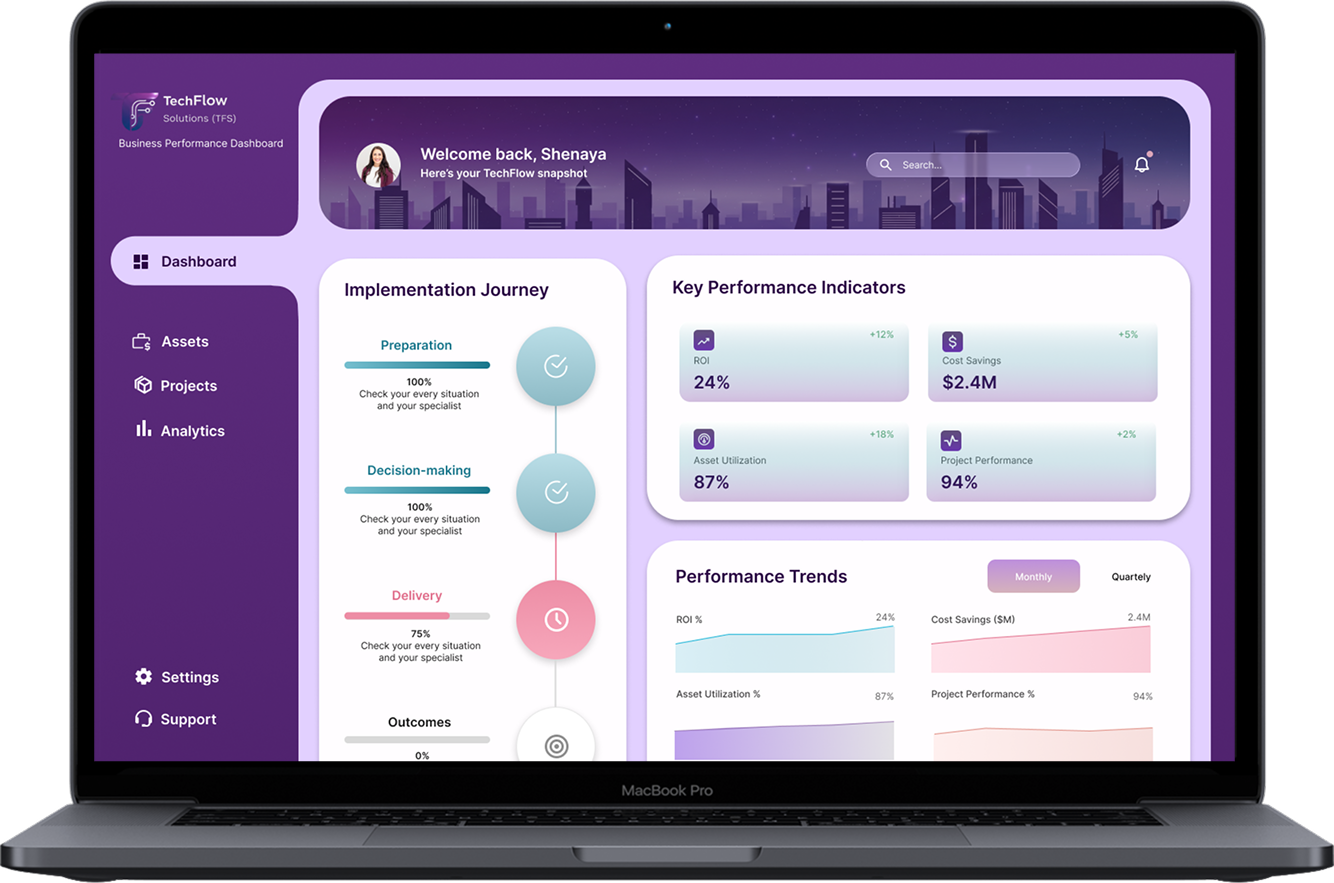 TechFlow
Solutions (TFS)
Business Performance Dashboard
Dashboard
Assets
Projects
Analytics
Settings
Support
Welcome back, Shenaya
Here's your TechFlow snapshot
Search...
Implementation Journey
Preparation
100%
Check your every situation
and your specialist
Decision-making
100%
Check your every situation
and your specialist
Delivery
75%
Check your every situation
and your specialist
Outcomes
0%
Key Performance Indicators
+12%
ROI
24%
+5%
Cost Savings
$2.4M
+18%
Asset Utilization
87%
+2%
Project Performance
94%
Performance Trends
Monthly
Quartely
ROI %
24%
Cost Savings ($M)
2.4M
Asset Utilization %
87%
Project Performance %
94%
MacBook Pro